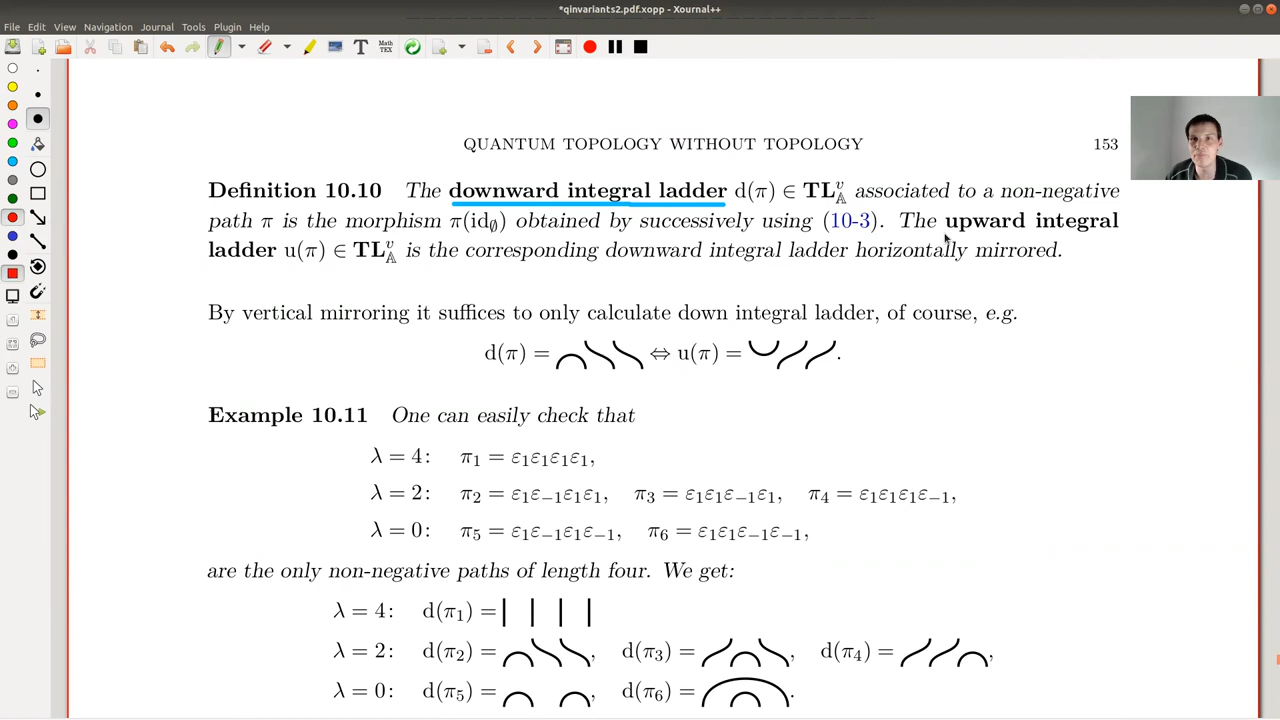 *qinvariants2.pdf.xopp - Xournal++
File Edit View Navigation Journal Tools Plugin Help
T Math TEX
QUANTUM TOPOLOGY WITHOUT TOPOLOGY 153
Definition 10.10 The downward integral ladder d(π) ∈ TL^v_𝔸 associated to a non-negative
path π is the morphism π(id_∅) obtained by successively using (10-3). The upward integral
ladder u(π) ∈ TL^v_𝔸 is the corresponding downward integral ladder horizontally mirrored.
By vertical mirroring it suffices to only calculate down integral ladder, of course, e.g.
d(π) = ⇔ u(π) = .
Example 10.11 One can easily check that
λ = 4: π₁ = ε₁ε₁ε₁ε₁,
λ = 2: π₂ = ε₁ε₋₁ε₁ε₁, π₃ = ε₁ε₁ε₋₁ε₁, π₄ = ε₁ε₁ε₁ε₋₁,
λ = 0: π₅ = ε₁ε₋₁ε₁ε₋₁, π₆ = ε₁ε₁ε₋₁ε₋₁,
are the only non-negative paths of length four. We get:
λ = 4: d(π₁) =
λ = 2: d(π₂) = , d(π₃) = , d(π₄) = ,
λ = 0: d(π₅) = , d(π₆) = .